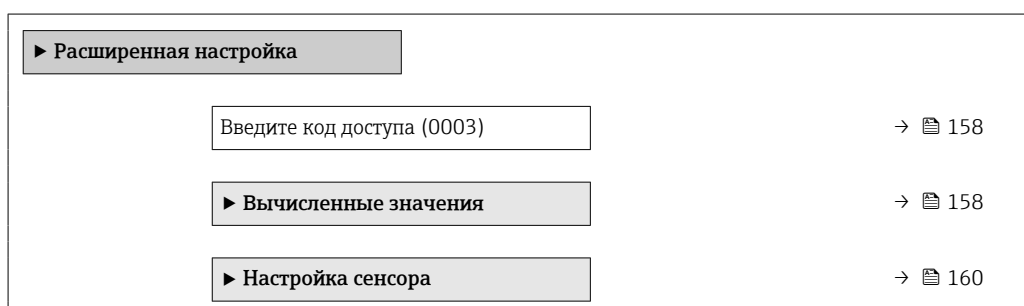 ▶ Расширенная настройка
Введите код доступа (0003) → 158
▶ Вычисленные значения → 158
▶ Настройка сенсора → 160